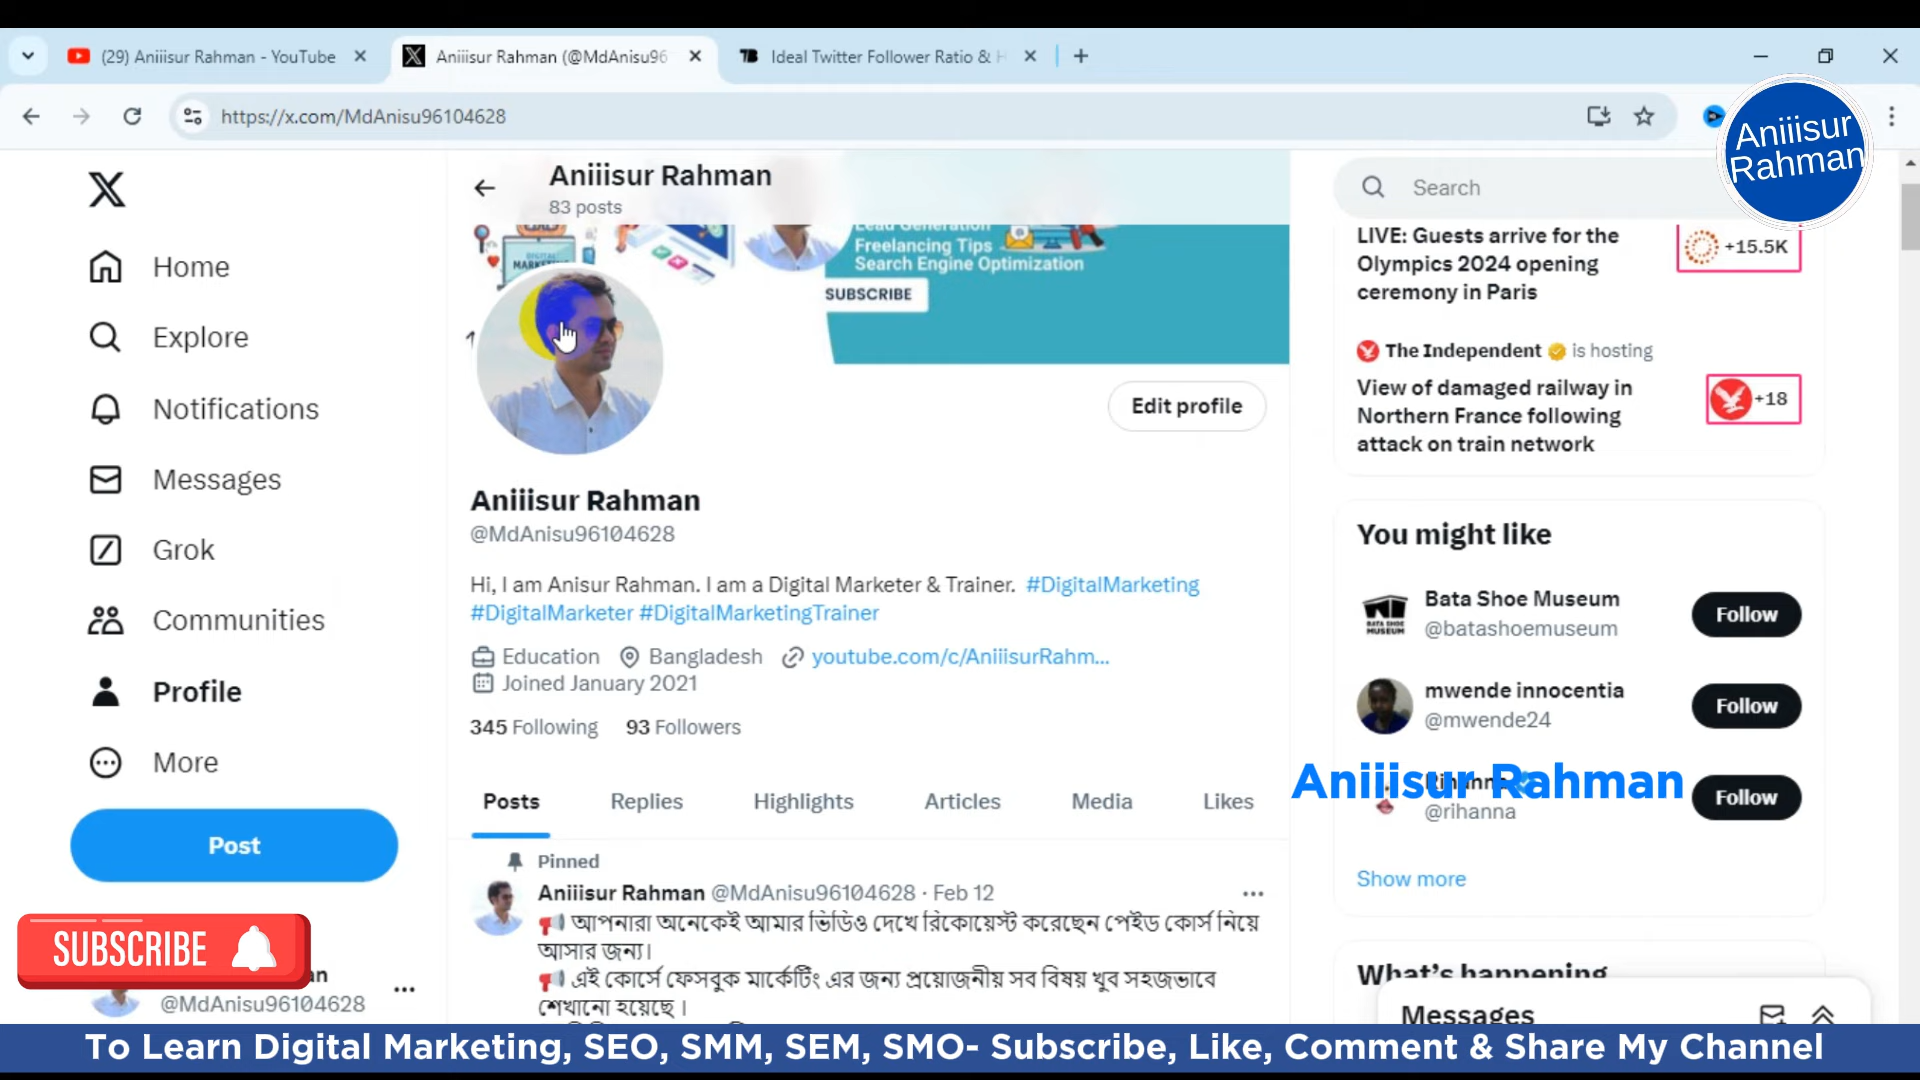 (29) Aniiisur Rahman - YouTube
Aniiisur Rahman (@MdAnisu96
Ideal Twitter Follower Ratio &
https://x.com/MdAnisu96104628
Aniiisur
Rahman
Aniiisur Rahman
83 posts
Lead Generation
Freelancing Tips
Search Engine Optimization
SUBSCRIBE
Home
Explore
Notifications
Messages
Grok
Communities
Profile
More
Post
Edit profile
Aniiisur Rahman
@MdAnisu96104628
Hi, I am Anisur Rahman. I am a Digital Marketer & Trainer. #DigitalMarketing
#DigitalMarketer #DigitalMarketingTrainer
Education Bangladesh youtube.com/c/AniiisurRahm...
Joined January 2021
345 Following 93 Followers
Posts Replies Highlights Articles Media Likes
Pinned
Aniiisur Rahman @MdAnisu96104628 · Feb 12
আপনারা অনেকেই আমার ভিডিও দেখে রিকোয়েস্ট করেছেন পেইড কোর্স নিয়ে
আসার জন্য।
এই কোর্সে ফেসবুক মার্কেটিং এর জন্য প্রয়োজনীয় সব বিষয় খুব সহজভাবে
শেখানো হয়েছে।
Search
LIVE: Guests arrive for the
Olympics 2024 opening
ceremony in Paris
+15.5K
The Independent is hosting
View of damaged railway in
Northern France following
attack on train network
+18
You might like
BATA SHOE
MUSEUM
Bata Shoe Museum
@batashoemuseum
Follow
mwende innocentia
@mwende24
Follow
Aniiisur Rahman
@rihanna
Follow
Show more
What's happening
Messages
SUBSCRIBE
@MdAnisu96104628
To Learn Digital Marketing, SEO, SMM, SEM, SMO- Subscribe, Like, Comment & Share My Channel